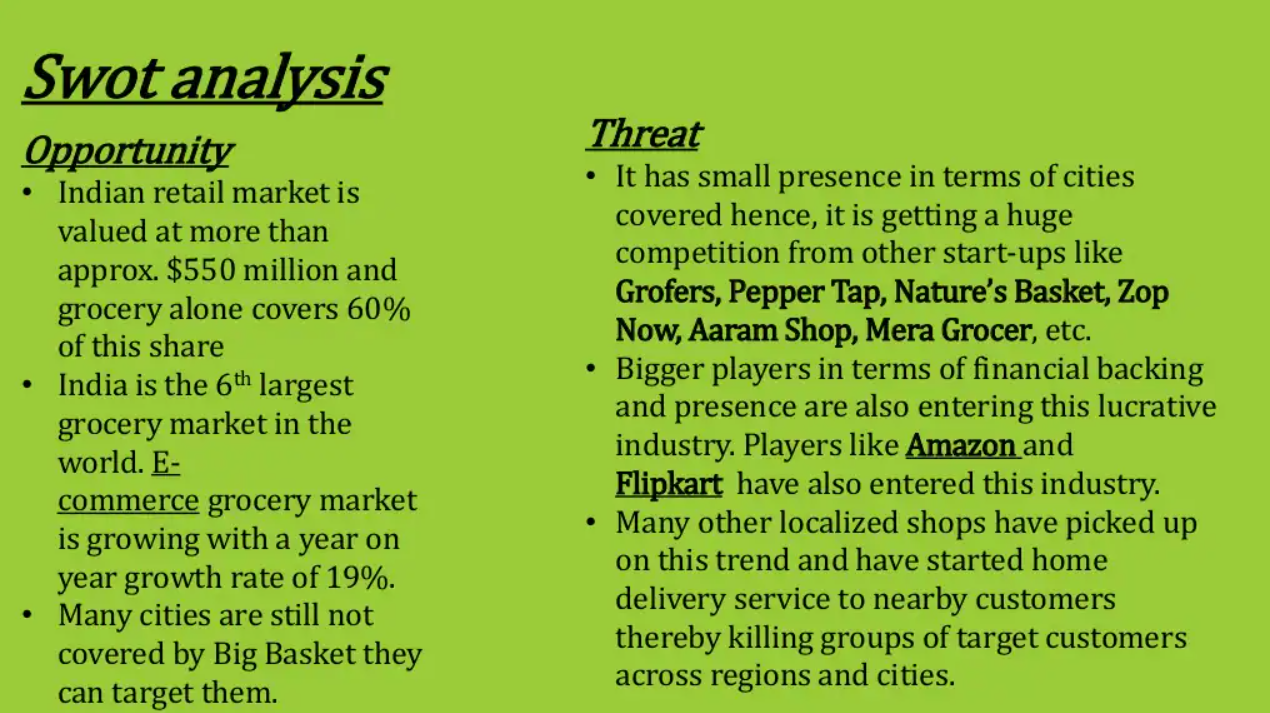 Swot analysis
Opportunity
• Indian retail market is
valued at more than
approx. $550 million and
grocery alone covers 60%
of this share
• India is the 6th largest
grocery market in the
world. E-
commerce grocery market
is growing with a year on
year growth rate of 19%.
• Many cities are still not
covered by Big Basket they
can target them.
Threat
• It has small presence in terms of cities
covered hence, it is getting a huge
competition from other start-ups like
Grofers, Pepper Tap, Nature's Basket, Zop
Now, Aaram Shop, Mera Grocer, etc.
• Bigger players in terms of financial backing
and presence are also entering this lucrative
industry. Players like Amazon and
Flipkart have also entered this industry.
• Many other localized shops have picked up
on this trend and have started home
delivery service to nearby customers
thereby killing groups of target customers
across regions and cities.